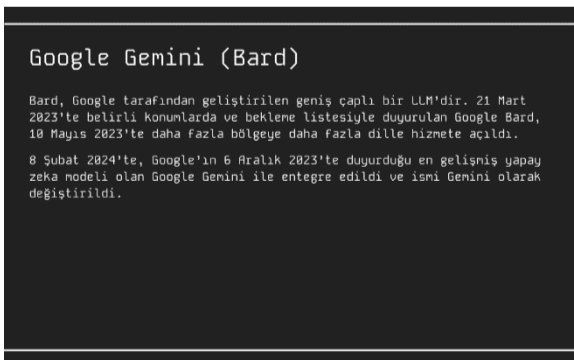 Google Gemini (Bard)
Bard, Google tarafından geliştirilen geniş çaplı bir LLM'dir. 21 Mart
2023'te belirli konumlarda ve bekleme listesiyle duyurulan Google Bard,
10 Mayıs 2023'te daha fazla bölgeye daha fazla dille hizmete açıldı.
8 Şubat 2024'te, Google'ın 6 Aralık 2023'te duyurduğu en gelişmiş yapay
zeka modeli olan Google Gemini ile entegre edildi ve ismi Gemini olarak
değiştirildi.